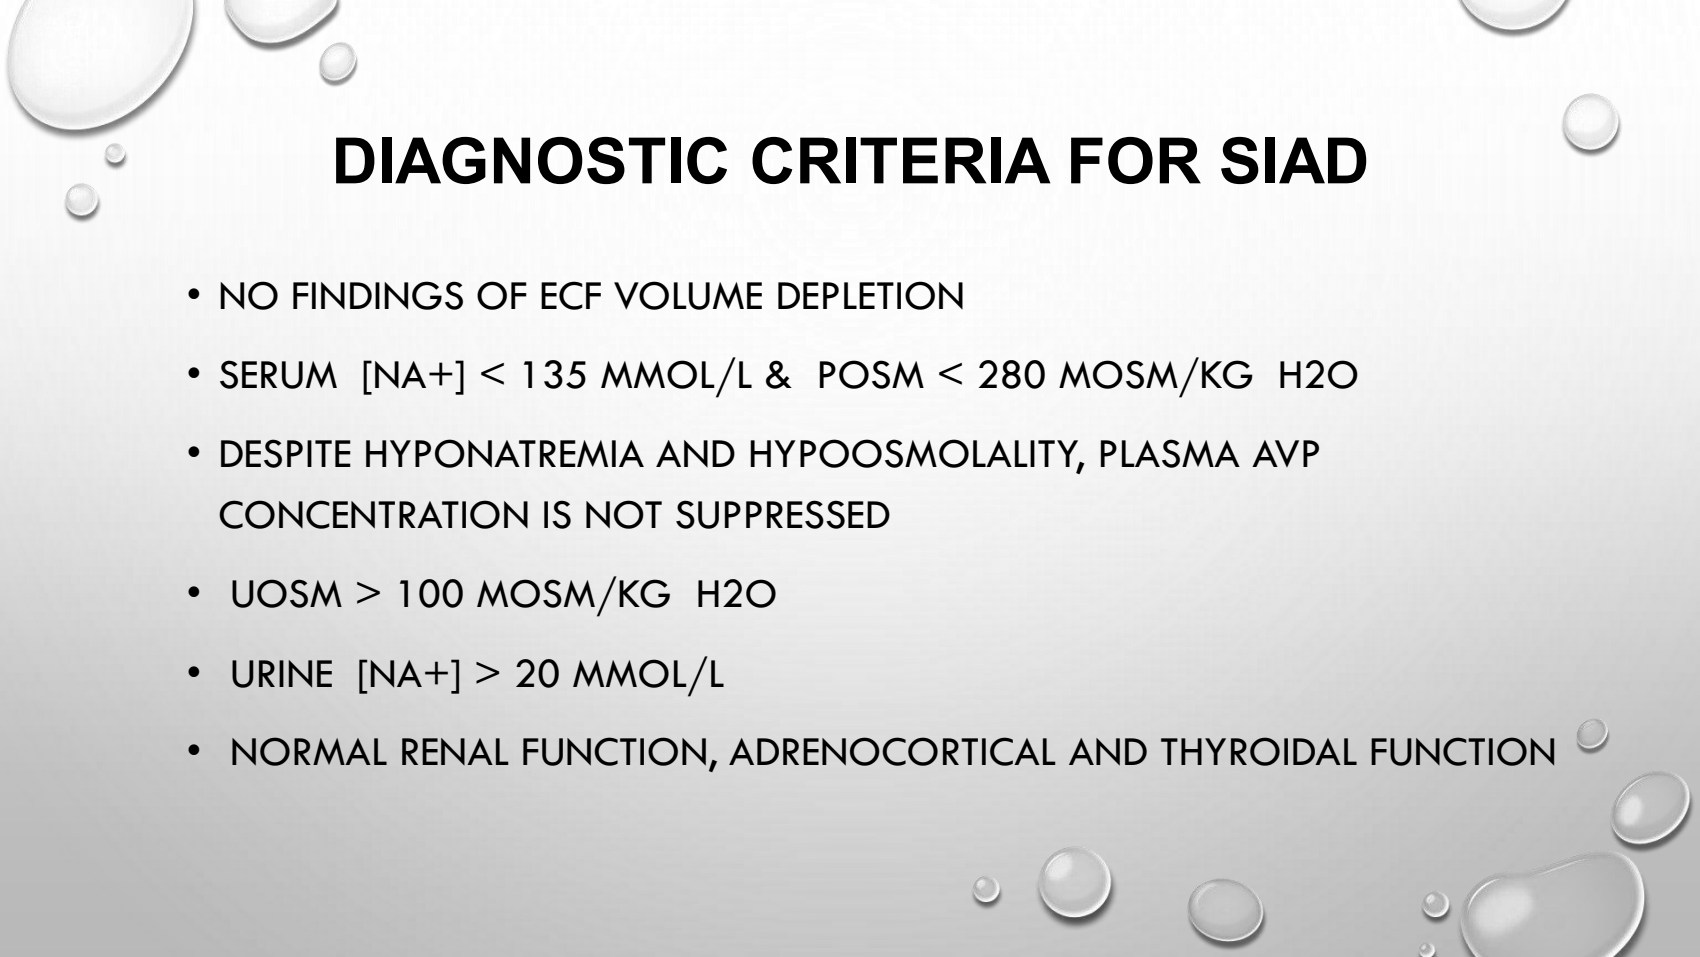 DIAGNOSTIC CRITERIA FOR SIAD
• NO FINDINGS OF ECF VOLUME DEPLETION
• SERUM [NA+] < 135 MMOL/L & POSM < 280 MOSM/KG H2O
• DESPITE HYPONATREMIA AND HYPOOSMOLALITY, PLASMA AVP
CONCENTRATION IS NOT SUPPRESSED
• UOSM > 100 MOSM/KG H2O
• URINE [NA+] > 20 MMOL/L
• NORMAL RENAL FUNCTION, ADRENOCORTICAL AND THYROIDAL FUNCTION